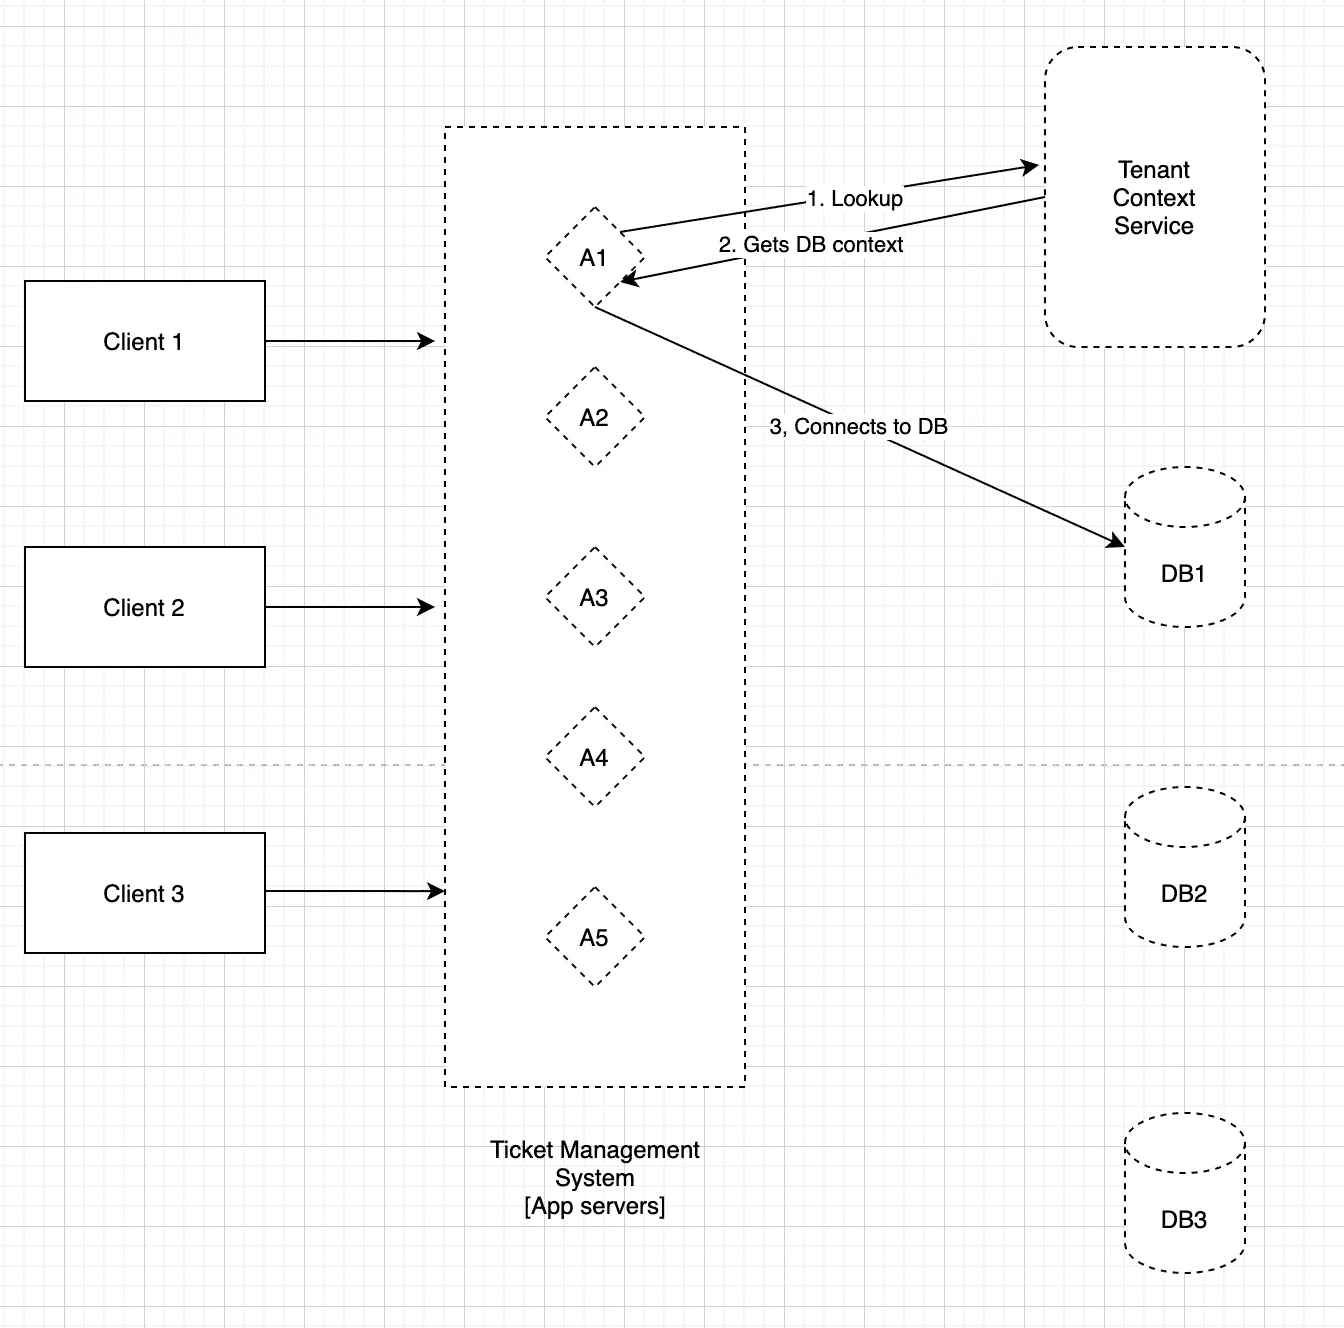 Tenant
Context
Service
1. Lookup
2. Gets DB context
A1
Client 1
A2
3, Connects to DB
DB1
A3
Client 2
A4
Client 3
DB2
A5
Ticket Management
System
[App servers]
DB3